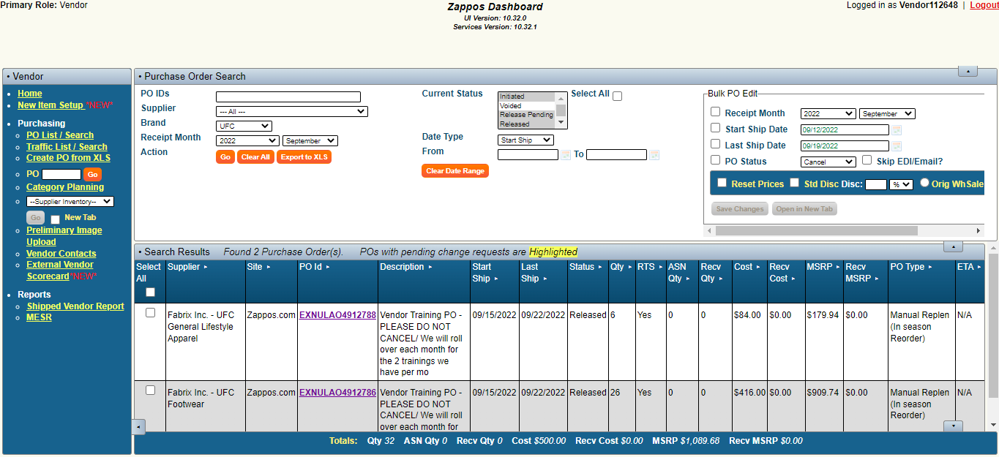 Primary Role: Vendor
Zappos Dashboard
UI Version: 10.32.0
Services Version: 10.32.1
Logged in as Vendor112648 | Logout
• Vendor
Home
New Item Setup *NEW*
Purchasing
PO List / Search
Traffic List / Search
Create PO from XLS
PO Go
Category Planning
--Supplier Inventory--
Go New Tab
Preliminary Image
Upload
Vendor Contacts
External Vendor
Scorecard*NEW*
Reports
Shipped Vendor Report
MESR
• Purchase Order Search
PO IDs
Supplier --- All ---
Brand UFC
Receipt Month 2022 September
Action Go Clear All Export to XLS
Current Status Initiated Select All
Voided
Release Pending
Released
Date Type Start Ship
From To
Clear Date Range
Bulk PO Edit
Receipt Month 2022 September
Start Ship Date 09/12/2022
Last Ship Date 09/19/2022
PO Status Cancel Skip EDI/Email?
Reset Prices Std Disc Disc: % Orig WhSale
Save Changes Open in New Tab
• Search Results Found 2 Purchase Order(s). POs with pending change requests are Highlighted
Select Supplier Site PO Id Description Start Last Status Qty RTS ASN Recv Cost Recv MSRP Recv PO Type ETA
All Ship Ship Qty Qty Cost MSRP
Fabrix Inc. - UFC Zappos.com EXNULAO4912788 Vendor Training PO - 09/15/2022 09/22/2022 Released 6 Yes 0 0 $84.00 $0.00 $179.94 $0.00 Manual Replen N/A
General Lifestyle PLEASE DO NOT (In season
Apparel CANCEL/ We will roll Reorder)
over each month for
the 2 trainings we
have per mo
Fabrix Inc. - UFC Zappos.com EXNULAO4912786 Vendor Training PO - 09/15/2022 09/22/2022 Released 26 Yes 0 0 $416.00 $0.00 $909.74 $0.00 Manual Replen N/A
Footwear PLEASE DO NOT (In season
CANCEL/ We will roll Reorder)
over each month for
Totals: Qty 32 ASN Qty 0 Recv Qty 0 Cost $500.00 Recv Cost $0.00 MSRP $1,089.68 Recv MSRP $0.00